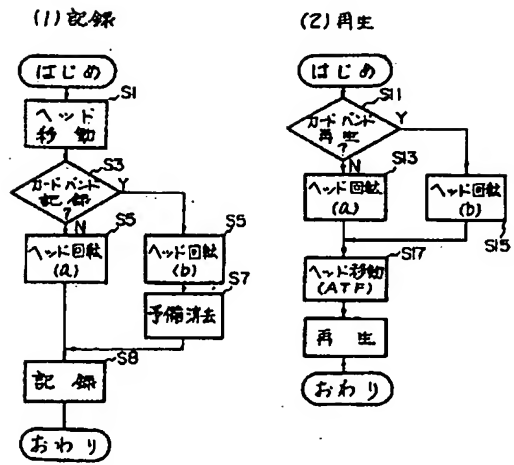 (1) 記録
はじめ
S1
ヘッド
移動
S3
ガードバンド
記録
?
Y
N
S5
ヘッド回転
(a)
S5
ヘッド回転
(b)
S7
予備消去
S8
記録
おわり
(2) 再生
はじめ
S11
ガードバンド
再生
?
Y
N
S13
ヘッド回転
(a)
ヘッド回転
(b)
S15
S17
ヘッド移動
(ATF)
再生
おわり